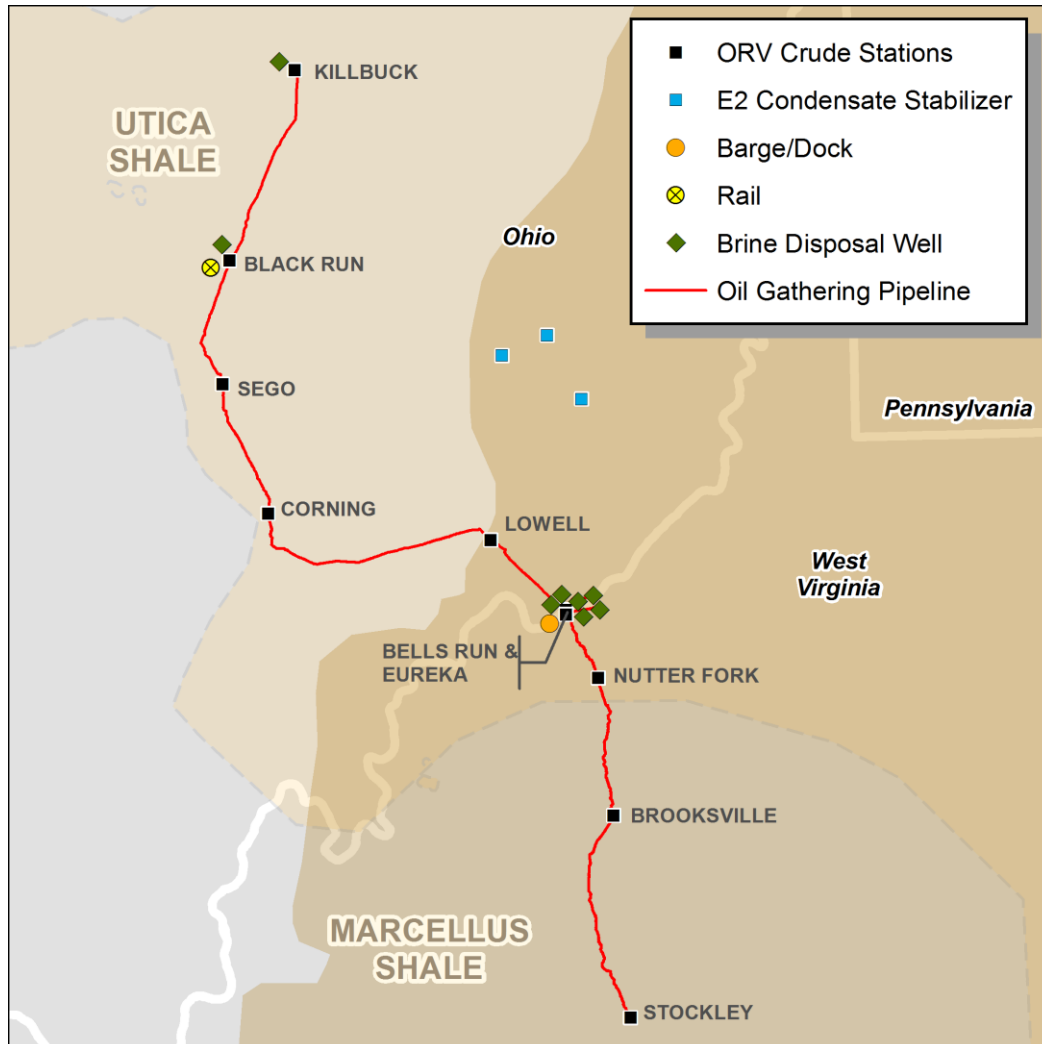 ORV Crude Stations
E2 Condensate Stabilizer
Barge/Dock
Rail
Brine Disposal Well
Oil Gathering Pipeline
KILLBUCK
UTICA
SHALE
Ohio
BLACK RUN
SEGO
Pennsylvania
CORNING
LOWELL
West
Virginia
BELLS RUN &
EUREKA
NUTTER FORK
BROOKSVILLE
MARCELLUS
SHALE
STOCKLEY